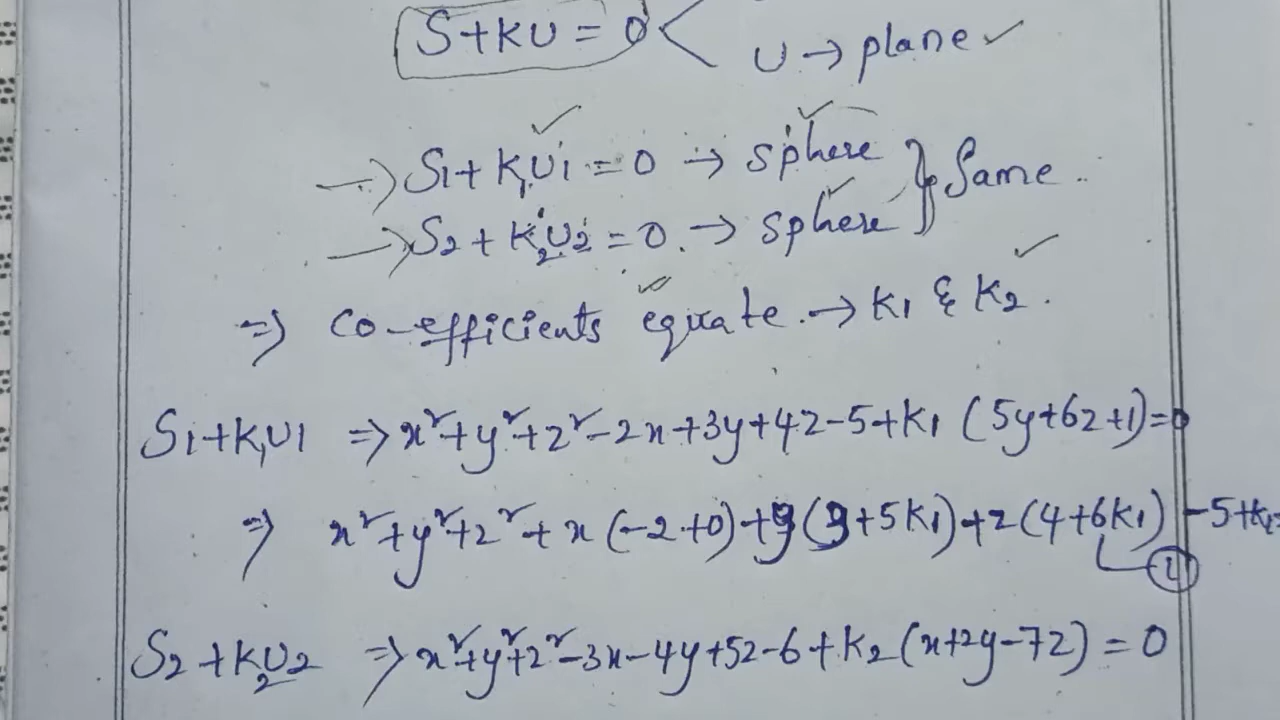 S+KU = 0 <
U → plane ✓
→ S1 + K1U1 = 0 → sphere } Same.
→ S2 + K2U2 = 0. → sphere
⇒ Co-efficients equate. → K1 & K2.
S1+K1U1 ⇒ x²+y²+z²-2x+3y+4z-5+K1 (5y+6z+1)=0
⇒ x²+y²+z²+x(-2+0)+y(3+5K1)+z(4+6K1)-5+K1=
①
S2+K2U2 ⇒ x²+y²+z²-3x-4y+5z-6+K2(x+2y-7z)=0